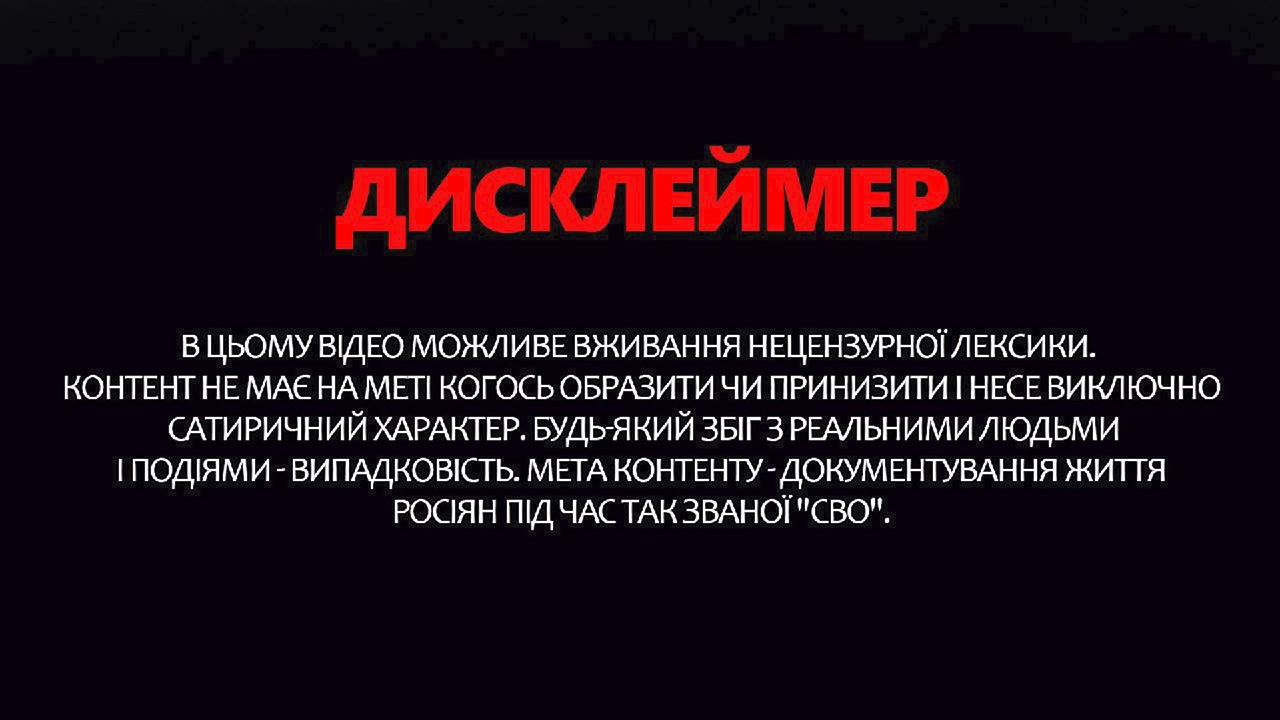 ДИСКЛЕЙМЕР
В ЦЬОМУ ВІДЕО МОЖЛИВЕ ВЖИВАННЯ НЕЦЕНЗУРНОЇ ЛЕКСИКИ.
КОНТЕНТ НЕ МАЄ НА МЕТІ КОГОСЬ ОБРАЗИТИ ЧИ ПРИНИЗИТИ І НЕСЕ ВИКЛЮЧНО
САТИРИЧНИЙ ХАРАКТЕР. БУДЬ-ЯКИЙ ЗБІГ З РЕАЛЬНИМИ ЛЮДЬМИ
І ПОДІЯМИ - ВИПАДКОВІСТЬ. МЕТА КОНТЕНТУ - ДОКУМЕНТУВАННЯ ЖИТТЯ
РОСІЯН ПІД ЧАС ТАК ЗВАНОЇ "СВО".